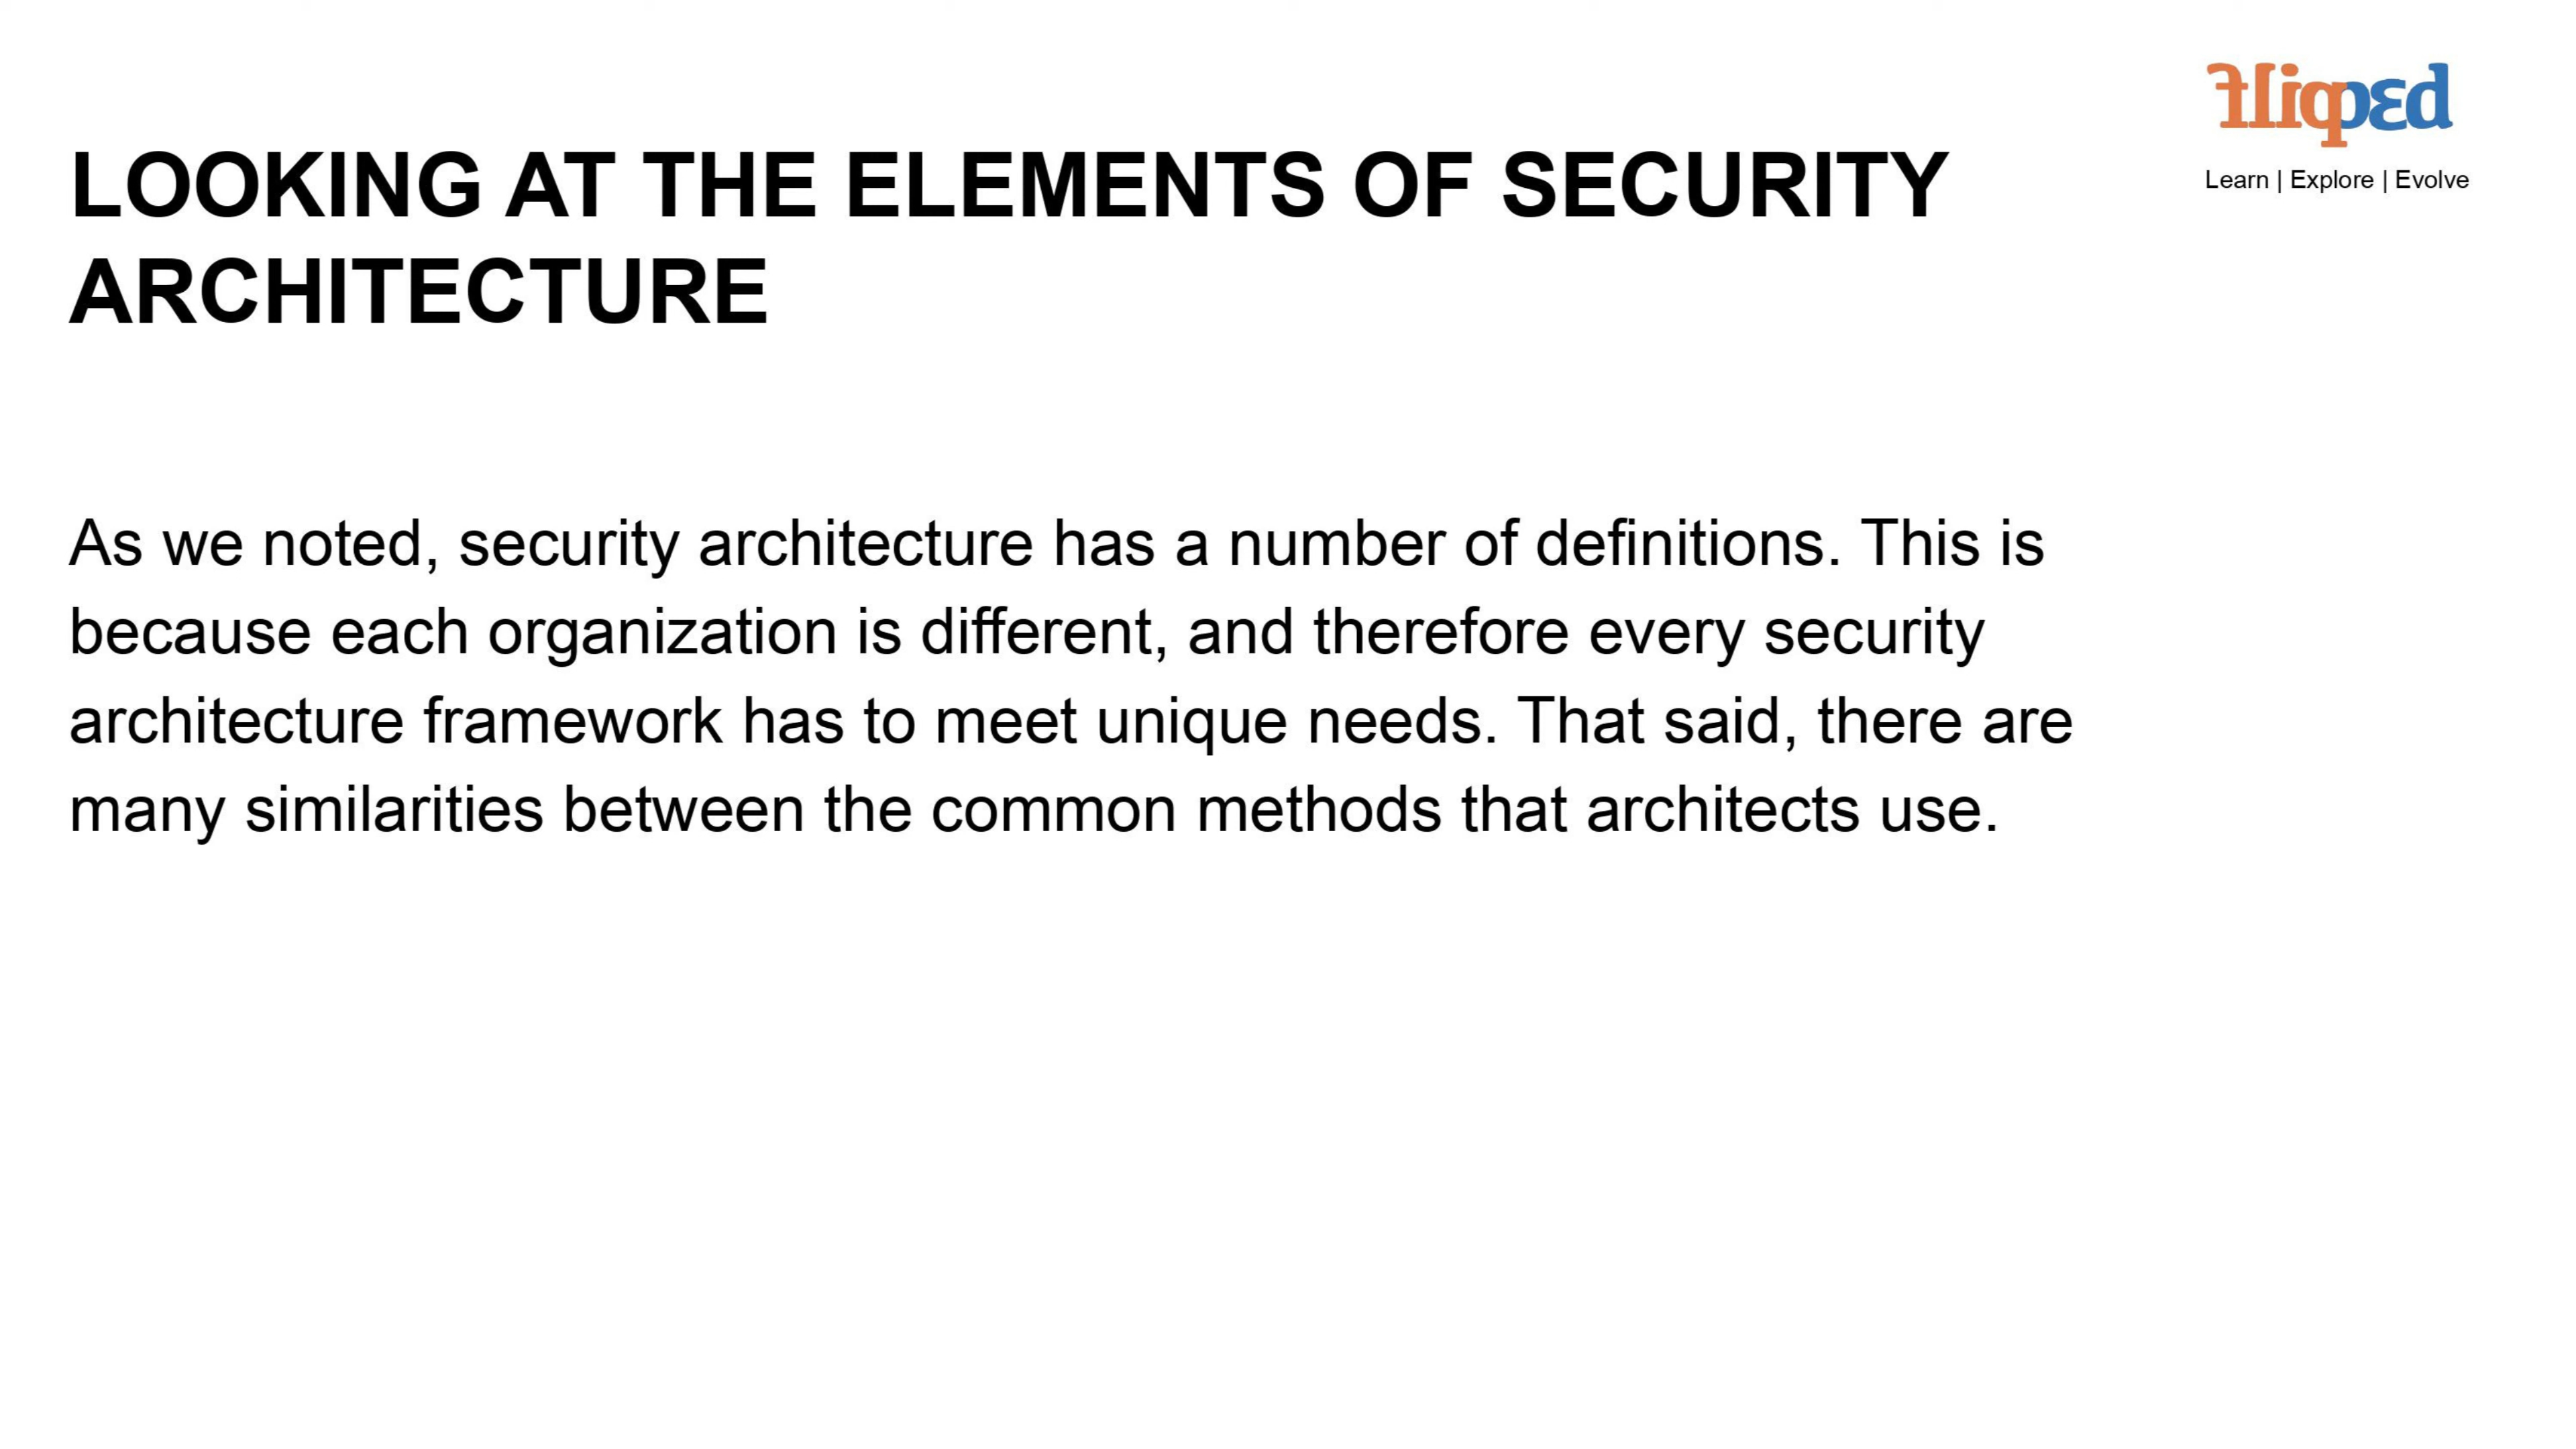 flipped
Learn | Explore | Evolve
LOOKING AT THE ELEMENTS OF SECURITY
ARCHITECTURE
As we noted, security architecture has a number of definitions. This is
because each organization is different, and therefore every security
architecture framework has to meet unique needs. That said, there are
many similarities between the common methods that architects use.